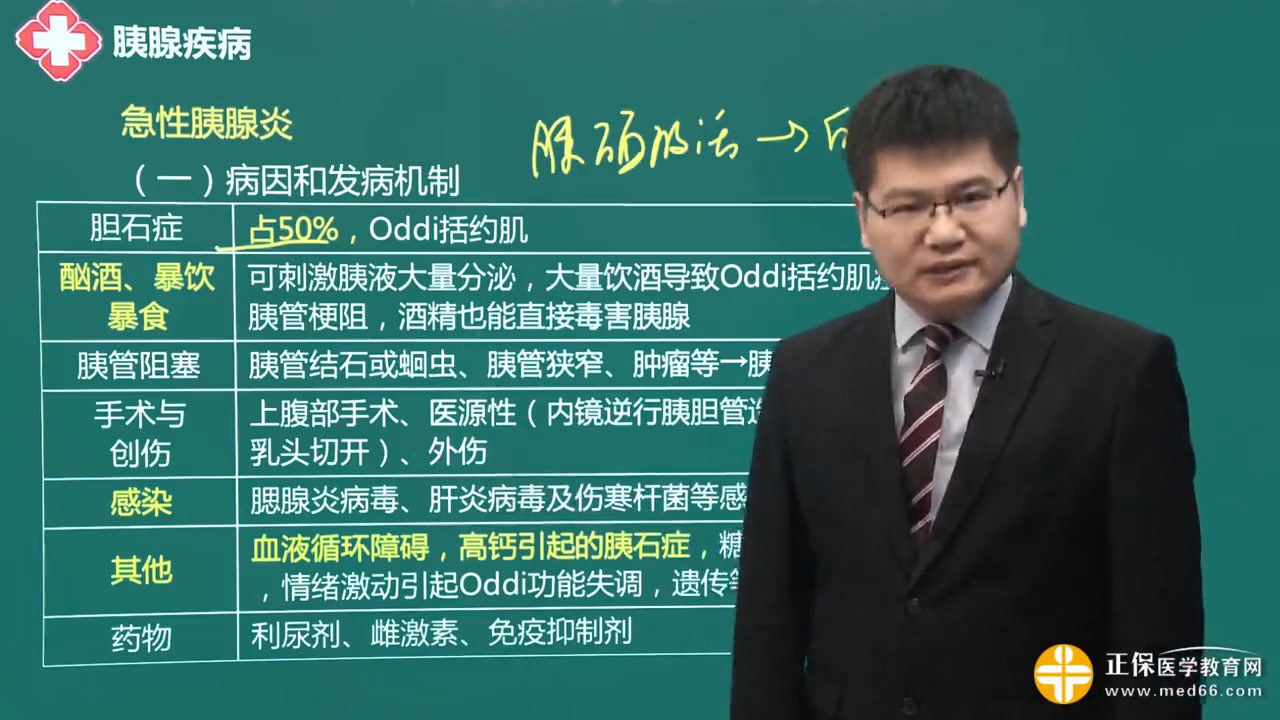 胰腺疾病
急性胰腺炎
胰
活→
（一）病因和发病机制
胆石症
占50%，Oddi括约肌
酗酒、暴饮
暴食
可刺激胰液大量分泌，大量饮酒导致Oddi括约肌
胰管梗阻，酒精也能直接毒害胰腺
胰管阻塞
胰管结石或蛔虫、胰管狭窄、肿瘤等→胰
手术与
创伤
上腹部手术、医源性（内镜逆行胰胆管
乳头切开）、外伤
感染
腮腺炎病毒、肝炎病毒及伤寒杆菌等感
其他
血液循环障碍，高钙引起的胰石症，糖
，情绪激动引起Oddi功能失调，遗传等
药物
利尿剂、雌激素、免疫抑制剂
正保医学教育网
www.med66.com